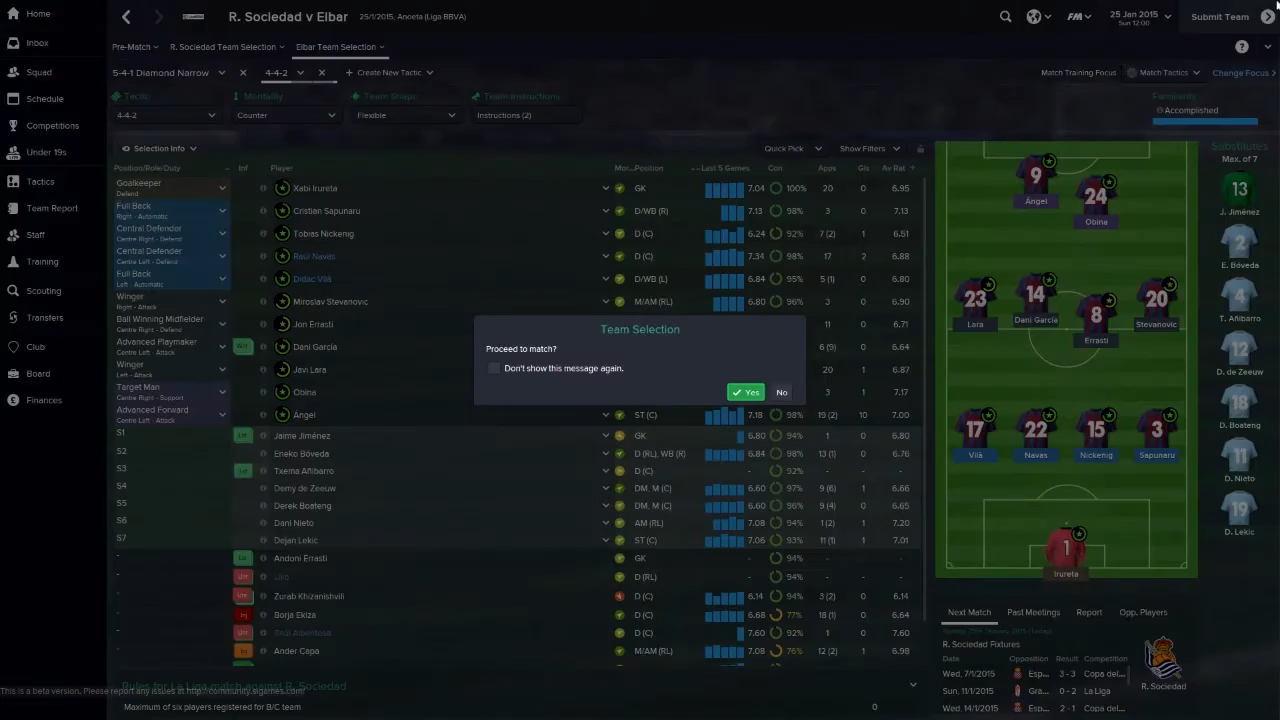 Home
R. Sociedad v Eibar
25/1/2015, Anoeta (Liga BBVA)
FM
25 Jan 2015
Sun 12:00
Submit Team
Inbox
Pre-Match
R. Sociedad Team Selection
Eibar Team Selection
Squad
5-4-1 Diamond Narrow
4-4-2
Create New Tactic
Match Training Focus
Match Tactics
Change Focus
Schedule
Tactic
Mentality
Team Shape
Team Instructions
Familiarity
4-4-2
Counter
Flexible
Instructions (2)
Accomplished
Competitions
Under 19s
Selection Info
Quick Pick
Show Filters
Substitutes
Max. of 7
Position/Role/Duty Inf Player Mor... Position Last 5 Games Con Apps Gls Av Rat
Tactics
Goalkeeper
Defend
Xabi Irureta GK 7.04 100% 20 0 6.95
Team Report
Full Back
Right - Automatic
Cristian Sapunaru D/WB (R) 7.13 98% 3 0 7.13
Staff
Central Defender
Centre Right - Defend
Tobias Nickenig D (C) 6.24 92% 7 (2) 1 6.51
Training
Central Defender
Centre Left - Defend
Raúl Navas D (C) 7.34 98% 17 2 6.88
Scouting
Full Back
Left - Automatic
Dídac Vilà D/WB (L) 6.84 95% 5 (1) 0 6.80
Transfers
Winger
Right - Attack
Miroslav Stevanovic M/AM (RL) 6.80 96% 3 0 6.90
Club
Ball Winning Midfielder
Centre Right - Defend
Jon Errasti 11 0 6.71
Board
Advanced Playmaker
Centre Left - Attack
Dani García 6 (9) 0 6.64
Finances
Winger
Left - Attack
Javi Lara 20 1 6.87
Target Man
Centre Right - Support
Obina 3 1 7.17
Advanced Forward
Centre Left - Attack
Ángel ST (C) 7.18 98% 19 (2) 10 7.00
Team Selection
Proceed to match?
Don't show this message again.
Yes
No
S1 Jaime Jiménez GK 6.80 94% 1 0 6.80
S2 Eneko Bóveda D (RL), WB (R) 6.84 98% 13 (1) 0 6.76
S3 Txema Añibarro D (C) - 92% - - -
S4 Demy de Zeeuw DM, M (C) 6.60 97% 9 (6) 1 6.66
S5 Derek Boateng DM, M (C) 6.60 96% 9 (4) 0 6.65
S6 Dani Nieto AM (RL) 7.08 94% 1 (2) 0 7.20
S7 Dejan Lekic ST (C) 7.06 93% 11 (1) 1 7.01
- Andoni Errasti GK - 94% - - -
- D (RL) - 94% - - -
- Zurab Khizanishvili D (C) 6.14 94% 3 (2) 0 6.14
- Inj Borja Ekiza D (C) 6.68 77% 18 (1) 0 6.64
- D (C) 7.60 92% 1 0 7.60
- Inj Ander Capa M/AM (RL) 7.08 76% 12 (2) 1 6.98
9
Ángel
24
Obina
23
Lara
14
Dani García
8
Errasti
20
Stevanovic
17
Vilà
22
Navas
15
Nickenig
3
Sapunaru
1
Irureta
13
J. Jiménez
2
E. Bóveda
4
T. Añibarro
12
D. de Zeeuw
18
D. Boateng
11
D. Nieto
19
D. Lekic
Next Match
Past Meetings
Report
Opp. Players
R. Sociedad Fixtures
Date Opposition Result Competition
Wed, 7/1/2015 Esp... 3-3 Copa del...
Sun, 11/1/2015 Gra... 0-2 La Liga
Wed, 14/1/2015 Esp... 2-1 Copa del...
R. Sociedad
Rules for La Liga match against R. Sociedad
This is a beta version, Please report any issues at http://community.sigames.com/
Maximum of six players registered for B/C team 0